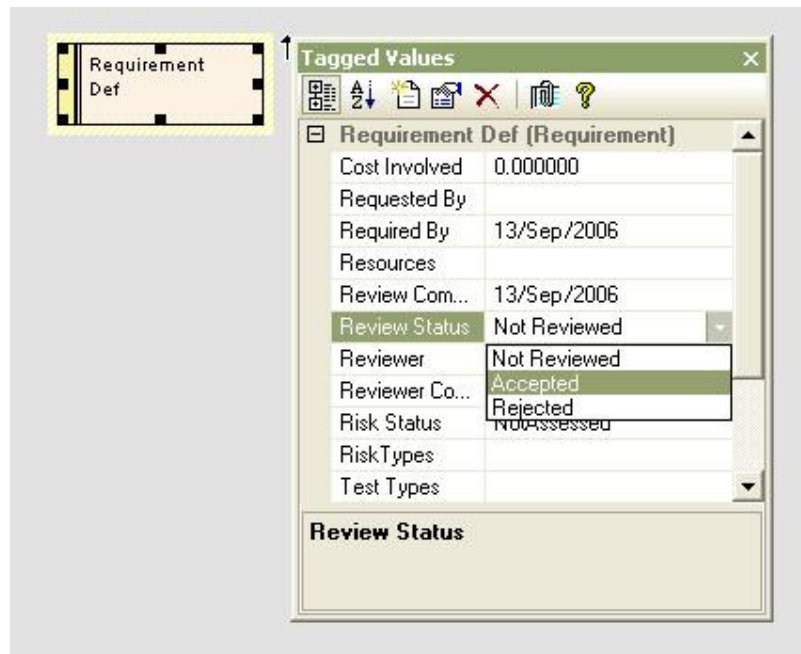 Requirement
Def
Tagged Values
Requirement Def (Requirement)
Cost Involved 0.000000
Requested By
Required By 13/Sep/2006
Resources
Review Com... 13/Sep/2006
Review Status Not Reviewed
Reviewer Not Reviewed
Reviewer Co... Accepted
Rejected
Risk Status NotAssessed
RiskTypes
Test Types
Review Status